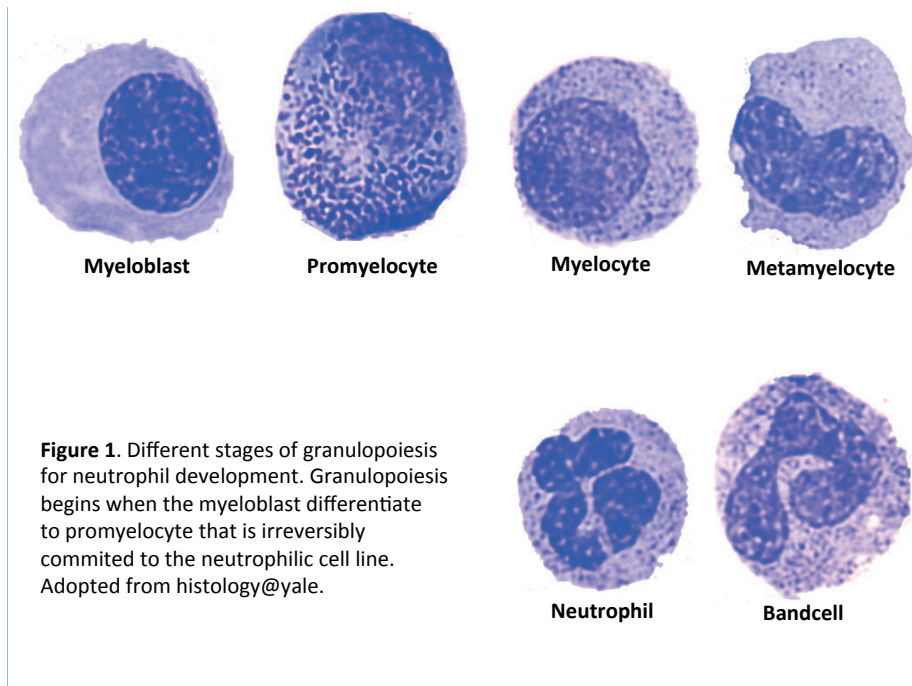 Myeloblast
Promyelocyte
Myelocyte
Metamyelocyte
Figure 1. Different stages of granulopoiesis
for neutrophil development. Granulopoiesis
begins when the myeloblast differentiate
to promyelocyte that is irreversibly
commited to the neutrophilic cell line.
Adopted from histology@yale.
Neutrophil
Bandcell